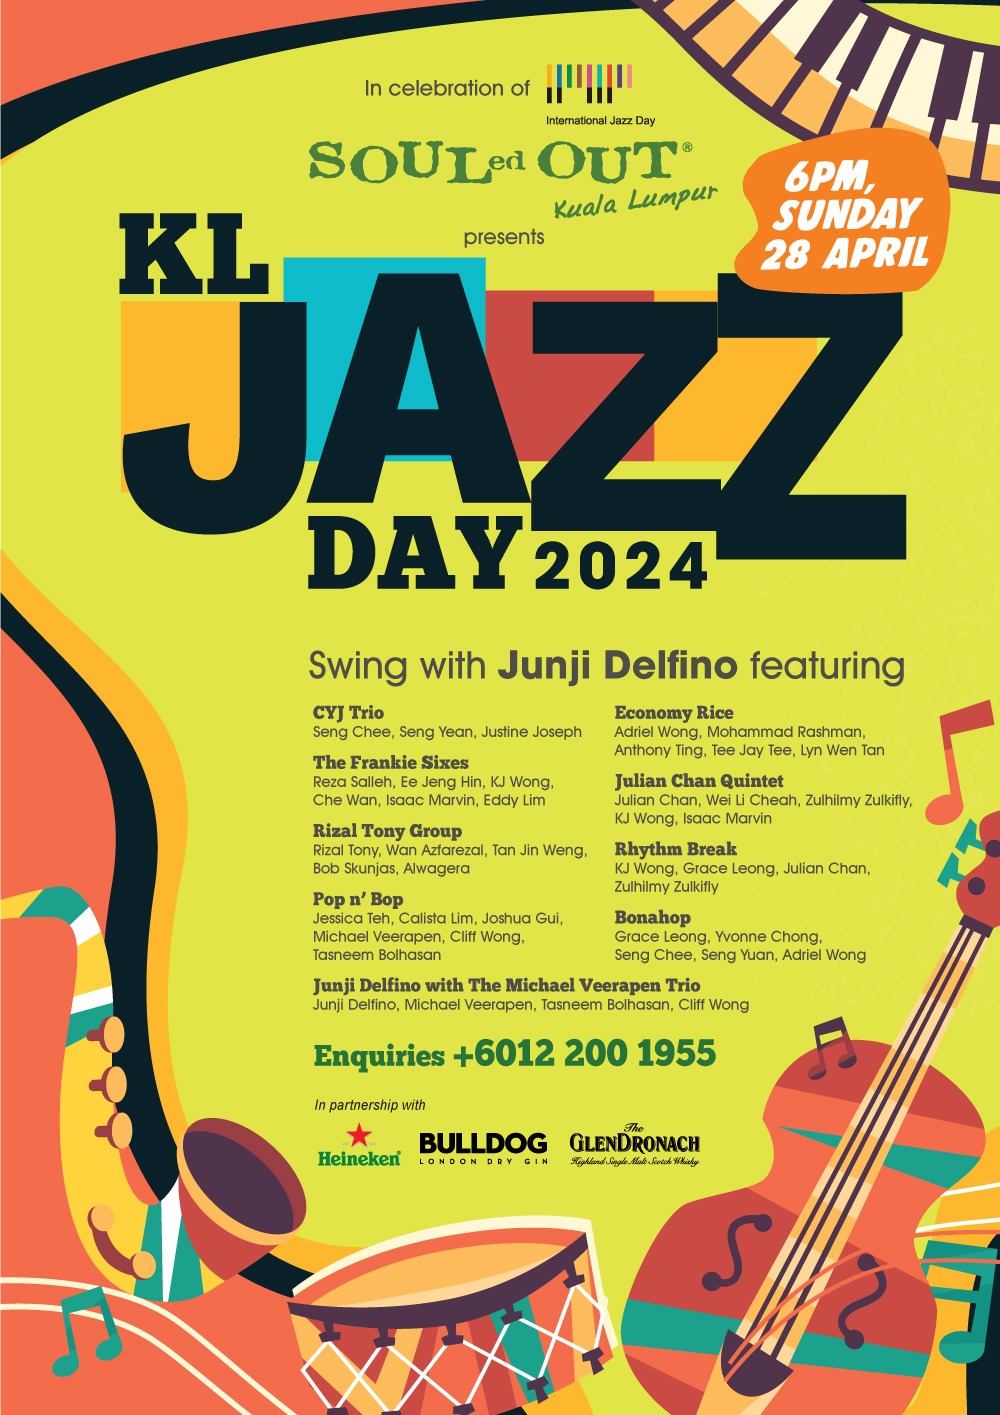 In celebration of
International Jazz Day
SOULed OUT®
Kuala Lumpur
presents
6PM,
SUNDAY
28 APRIL
KL
JAZZ
DAY 2024
Swing with Junji Delfino featuring
CYJ Trio
Seng Chee, Seng Yean, Justine Joseph
The Frankie Sixes
Reza Salleh, Ee Jeng Hin, KJ Wong,
Che Wan, Isaac Marvin, Eddy Lim
Rizal Tony Group
Rizal Tony, Wan Azfarezal, Tan Jin Weng,
Bob Skunjas, Alwagera
Pop n’ Bop
Jessica Teh, Calista Lim, Joshua Gui,
Michael Veerapen, Cliff Wong,
Tasneem Bolhasan
Economy Rice
Adriel Wong, Mohammad Rashman,
Anthony Ting, Tee Jay Tee, Lyn Wen Tan
Julian Chan Quintet
Julian Chan, Wei Li Cheah, Zulhilmy Zulkifly,
KJ Wong, Isaac Marvin
Rhythm Break
KJ Wong, Grace Leong, Julian Chan,
Zulhilmy Zulkifly
Bonahop
Grace Leong, Yvonne Chong,
Seng Chee, Seng Yuan, Adriel Wong
Junji Delfino with The Michael Veerapen Trio
Junji Delfino, Michael Veerapen, Tasneem Bolhasan, Cliff Wong
Enquiries +6012 200 1955
In partnership with
Heineken®
BULLDOG
LONDON DRY GIN
The
GLENDRONACH
Highland Single Malt Scotch Whisky